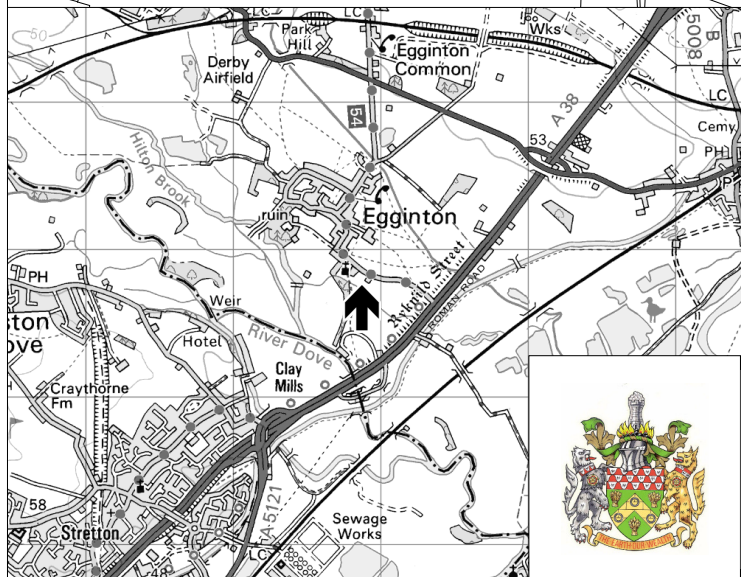 LC
LC
50
Park
Hill
Wks
B
5008
Egginton
Common
Derby
Airfield
A 38
LC
54
53
Cemy
PH
P
Hilton Brook
ruin
Egginton
Rykneld Street
ROMAN ROAD
PH
Weir
ston
ove
Hotel
River Dove
Clay
Mills
Craythorne
Fm
58
A 5121
Sewage
Works
Stretton
LC
48